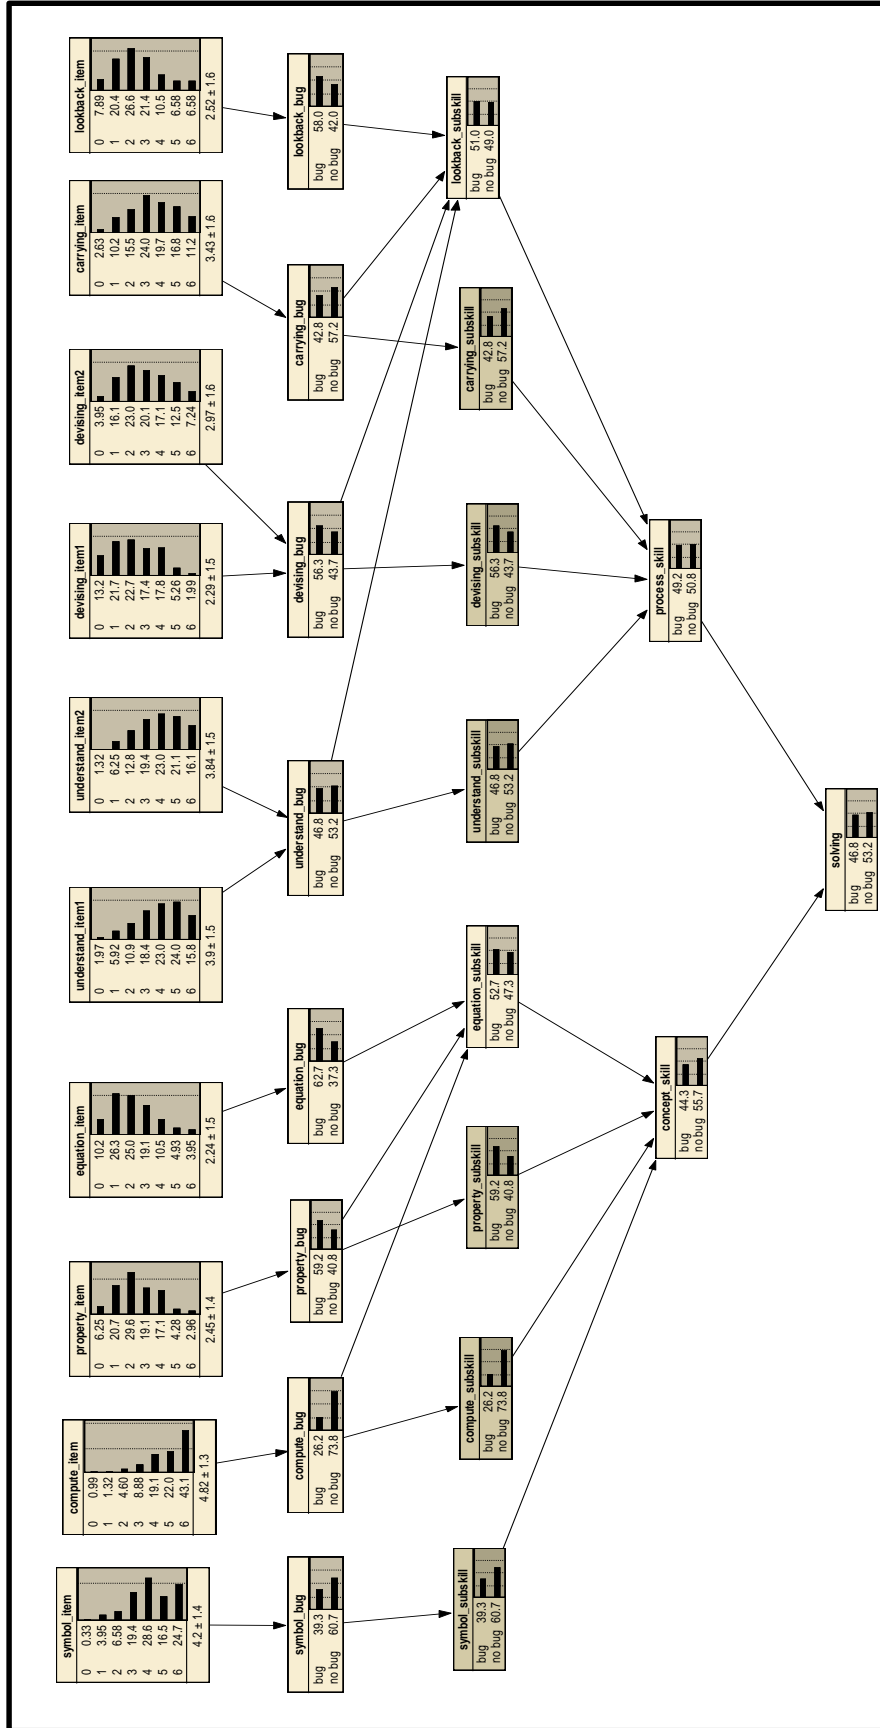 symbol_item
0 0.33
1 3.95
2 6.58
3 19.4
4 28.6
5 16.5
6 24.7
4.2 ± 1.4
compute_item
0 0.99
1 1.32
2 4.60
3 8.88
4 19.1
5 22.0
6 43.1
4.82 ± 1.3
property_item
0 6.25
1 20.7
2 29.6
3 19.1
4 17.1
5 4.28
6 2.96
2.45 ± 1.4
equation_item
0 10.2
1 26.3
2 25.0
3 19.1
4 10.5
5 4.93
6 3.95
2.24 ± 1.5
understand_item1
0 1.97
1 5.92
2 10.9
3 18.4
4 23.0
5 24.0
6 15.8
3.9 ± 1.5
understand_item2
0 1.32
1 6.25
2 12.8
3 19.4
4 23.0
5 21.1
6 16.1
3.84 ± 1.5
devising_item1
0 13.2
1 21.7
2 22.7
3 17.4
4 17.8
5 5.26
6 1.99
2.29 ± 1.5
devising_item2
0 3.95
1 16.1
2 23.0
3 20.1
4 17.1
5 12.5
6 7.24
2.97 ± 1.6
carrying_item
0 2.63
1 10.2
2 15.5
3 24.0
4 19.7
5 16.8
6 11.2
3.43 ± 1.6
lookback_item
0 7.89
1 20.4
2 26.6
3 21.4
4 10.5
5 6.58
6 6.58
2.52 ± 1.6
symbol_bug
bug 39.3
no bug 60.7
compute_bug
bug 26.2
no bug 73.8
property_bug
bug 59.2
no bug 40.8
equation_bug
bug 62.7
no bug 37.3
understand_bug
bug 46.8
no bug 53.2
devising_bug
bug 56.3
no bug 43.7
carrying_bug
bug 42.8
no bug 57.2
lookback_bug
bug 58.0
no bug 42.0
symbol_subskill
bug 39.3
no bug 60.7
compute_subskill
bug 26.2
no bug 73.8
property_subskill
bug 59.2
no bug 40.8
equation_subskill
bug 52.7
no bug 47.3
understand_subskill
bug 46.8
no bug 53.2
devising_subskill
bug 56.3
no bug 43.7
carrying_subskill
bug 42.8
no bug 57.2
lookback_subskill
bug 51.0
no bug 49.0
concept_skill
bug 44.3
no bug 55.7
process_skill
bug 49.2
no bug 50.8
solving
bug 46.8
no bug 53.2